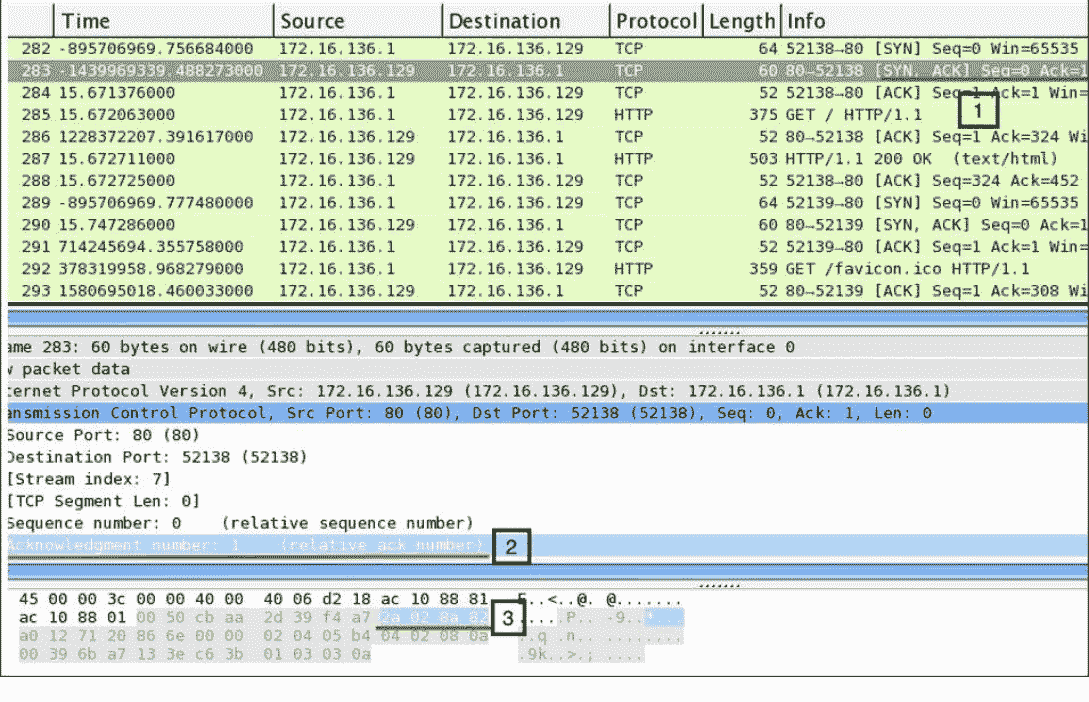 Time Source Destination Protocol Length Info
282 -895706969.756684000 172.16.136.1 172.16.136.129 TCP 64 52138→80 [SYN] Seq=0 Win=65535
283 -1439969339.488273000 172.16.136.129 172.16.136.1 TCP 60 80→52138 [SYN, ACK] Seq=0 Ack=1
284 15.671376000 172.16.136.1 172.16.136.129 TCP 52 52138→80 [ACK] Seq=1 Ack=1 Win=
285 15.672063000 172.16.136.1 172.16.136.129 HTTP 375 GET / HTTP/1.1
1
286 1228372207.391617000 172.16.136.129 172.16.136.1 TCP 52 80→52138 [ACK] Seq=1 Ack=324 Wi
287 15.672711000 172.16.136.129 172.16.136.1 HTTP 503 HTTP/1.1 200 OK (text/html)
288 15.672725000 172.16.136.1 172.16.136.129 TCP 52 52138→80 [ACK] Seq=324 Ack=452
289 -895706969.777480000 172.16.136.1 172.16.136.129 TCP 64 52139→80 [SYN] Seq=0 Win=65535
290 15.747286000 172.16.136.129 172.16.136.1 TCP 60 80→52139 [SYN, ACK] Seq=0 Ack=1
291 714245694.355758000 172.16.136.1 172.16.136.129 TCP 52 52139→80 [ACK] Seq=1 Ack=1 Win=
292 378319958.968279000 172.16.136.1 172.16.136.129 HTTP 359 GET /favicon.ico HTTP/1.1
293 1580695018.460033000 172.16.136.129 172.16.136.1 TCP 52 80→52139 [ACK] Seq=1 Ack=308 Wi
ame 283: 60 bytes on wire (480 bits), 60 bytes captured (480 bits) on interface 0
w packet data
ternet Protocol Version 4, Src: 172.16.136.129 (172.16.136.129), Dst: 172.16.136.1 (172.16.136.1)
ansmission Control Protocol, Src Port: 80 (80), Dst Port: 52138 (52138), Seq: 0, Ack: 1, Len: 0
Source Port: 80 (80)
Destination Port: 52138 (52138)
[Stream index: 7]
[TCP Segment Len: 0]
Sequence number: 0 (relative sequence number)
Acknowledgment number: 1 (relative ack number)
2
45 00 00 3c 00 00 40 00 40 06 d2 18 ac 10 88 81 E..<..@. @.......
ac 10 88 01 00 50 cb aa 2d 39 f4 a7 2a 02 8a 82 .....P.. -9..*...
3
a0 12 71 20 86 6e 00 00 02 04 05 b4 04 02 08 0a ..q .n.. ........
00 39 6b a7 13 3e c6 3b 01 03 03 0a .9k..>.; ....